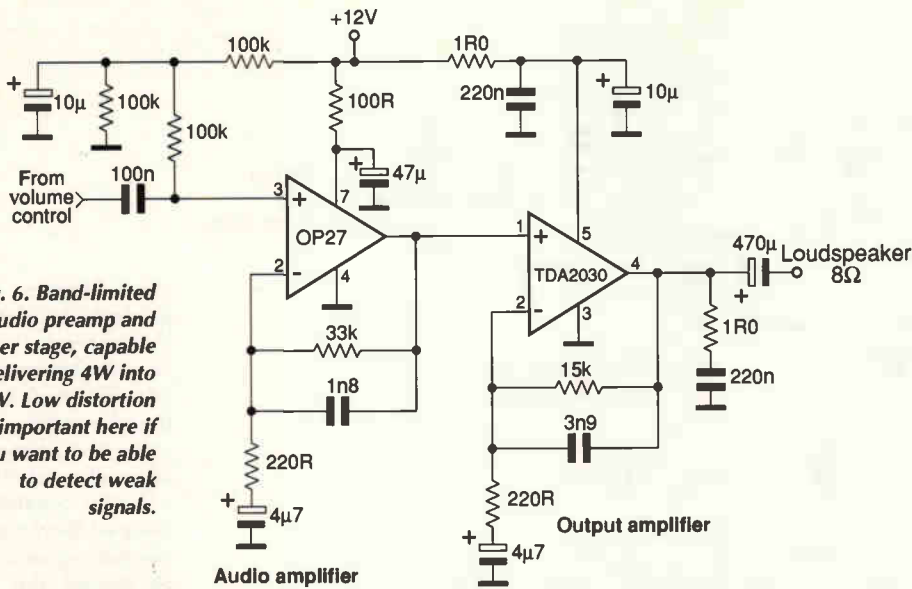 +12V
100k
1R0
+
10µ
100k
100k
100R
220n
+
10µ
From
volume
control
100n
+
47µ
3
+
7
OP27
2
-
4
1
+
5
TDA2030
4
2
-
3
470µ
+
Loudspeaker
8Ω
1R0
220n
33k
1n8
15k
3n9
220R
+
4µ7
220R
+
4µ7
Audio amplifier
Output amplifier
. 6. Band-limited
udio preamp and
er stage, capable
elivering 4W into
W. Low distortion
important here if
u want to be able
to detect weak
signals.